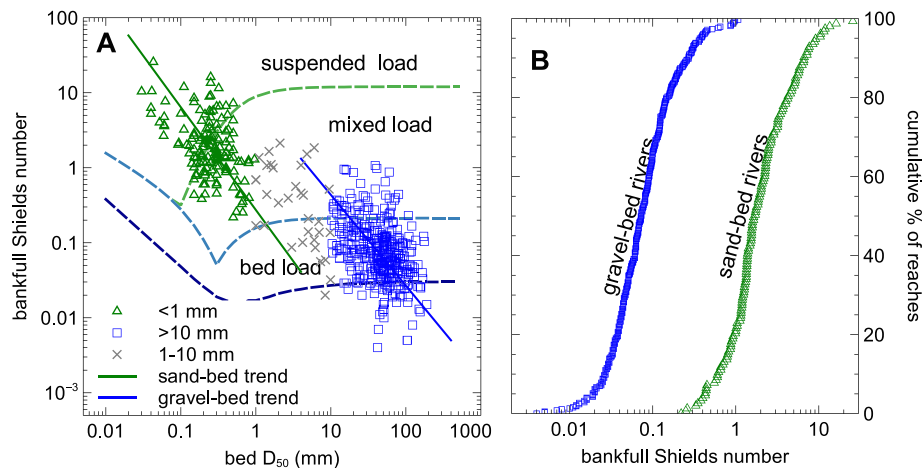 A
suspended load
mixed load
bed load
100
10
1
0.1
0.01
10⁻³
bankfull Shields number
<1 mm
>10 mm
1-10 mm
sand-bed trend
gravel-bed trend
0.01 0.1 1 10 100 1000
bed D₅₀ (mm)
B
gravel-bed rivers
sand-bed rivers
100
80
60
40
20
0
cumulative % of reaches
0.01 0.1 1 10
bankfull Shields number